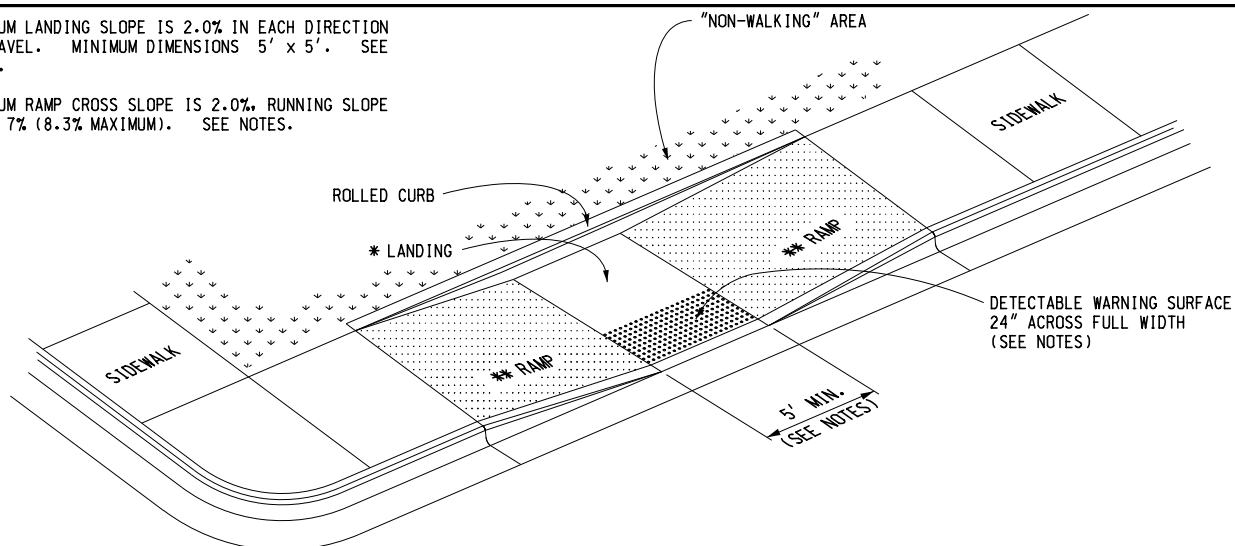 UM LANDING SLOPE IS 2.0% IN EACH DIRECTION
AVEL. MINIMUM DIMENSIONS 5' x 5'. SEE
.
UM RAMP CROSS SLOPE IS 2.0%, RUNNING SLOPE
7% (8.3% MAXIMUM). SEE NOTES.
"NON-WALKING" AREA
SIDEWALK
ROLLED CURB
* LANDING
** RAMP
DETECTABLE WARNING SURFACE
24" ACROSS FULL WIDTH
(SEE NOTES)
SIDEWALK
** RAMP
5' MIN.
(SEE NOTES)